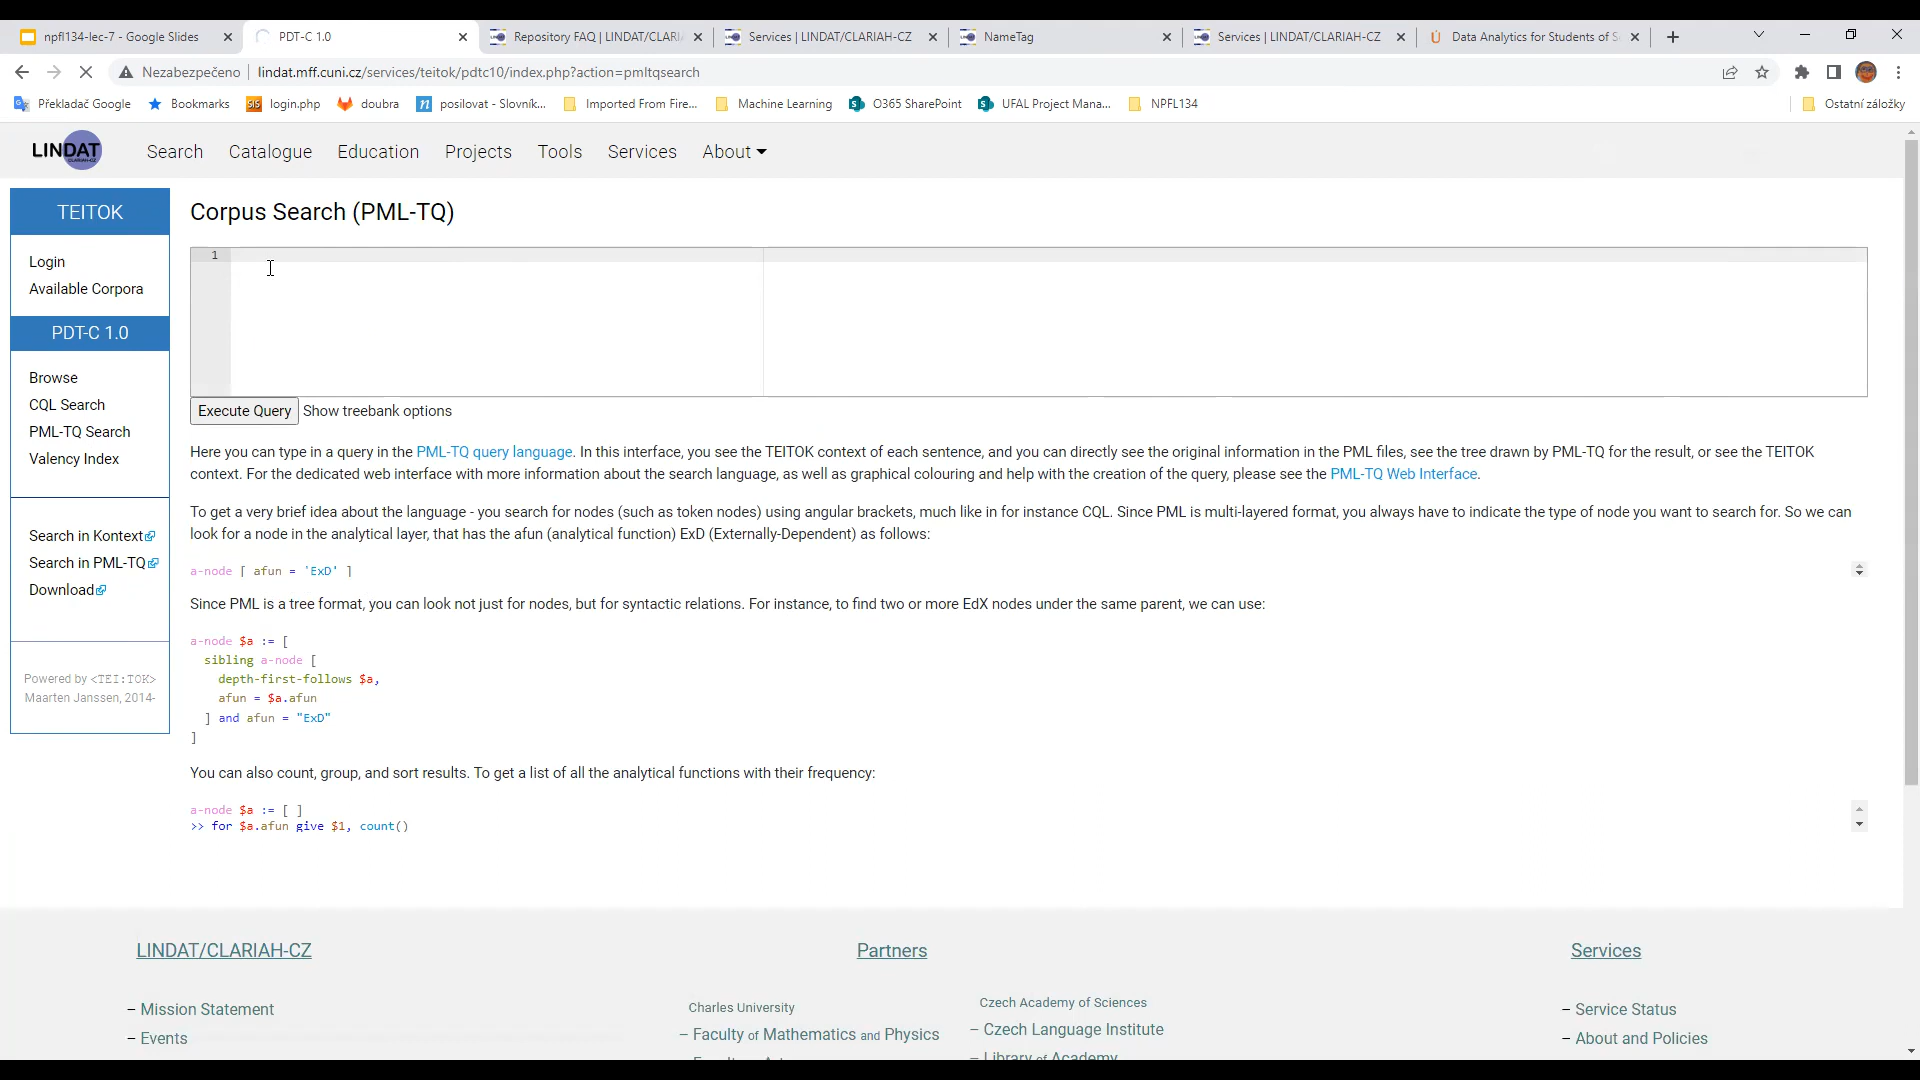 npfl134-lec-7 - Google Slides
PDT-C 1.0
Repository FAQ | LINDAT/CLARI
Services | LINDAT/CLARIAH-CZ
NameTag
Services | LINDAT/CLARIAH-CZ
Data Analytics for Students of S
Nezabezpečeno
lindat.mff.cuni.cz/services/teitok/pdtc10/index.php?action=pmltqsearch
Překladač Google
Bookmarks
SIS login.php
doubra
n posilovat - Slovník...
Imported From Fire...
Machine Learning
O365 SharePoint
UFAL Project Mana...
NPFL134
Ostatní záložky
LINDAT
Search
Catalogue
Education
Projects
Tools
Services
About
TEITOK
Login
Available Corpora
PDT-C 1.0
Browse
CQL Search
PML-TQ Search
Valency Index
Search in Kontext
Search in PML-TQ
Download
Powered by <TEI:TOK>
Maarten Janssen, 2014-
Corpus Search (PML-TQ)
1
Execute Query Show treebank options
Here you can type in a query in the PML-TQ query language. In this interface, you see the TEITOK context of each sentence, and you can directly see the original information in the PML files, see the tree drawn by PML-TQ for the result, or see the TEITOK
context. For the dedicated web interface with more information about the search language, as well as graphical colouring and help with the creation of the query, please see the PML-TQ Web Interface.
To get a very brief idea about the language - you search for nodes (such as token nodes) using angular brackets, much like in for instance CQL. Since PML is multi-layered format, you always have to indicate the type of node you want to search for. So we can
look for a node in the analytical layer, that has the afun (analytical function) ExD (Externally-Dependent) as follows:
a-node [ afun = 'ExD' ]
Since PML is a tree format, you can look not just for nodes, but for syntactic relations. For instance, to find two or more EdX nodes under the same parent, we can use:
a-node $a := [
sibling a-node [
depth-first-follows $a,
afun = $a.afun
] and afun = "ExD"
]
You can also count, group, and sort results. To get a list of all the analytical functions with their frequency:
a-node $a := [ ]
>> for $a.afun give $1, count()
LINDAT/CLARIAH-CZ
– Mission Statement
– Events
Partners
Charles University
– Faculty of Mathematics and Physics
Czech Academy of Sciences
– Czech Language Institute
– Library of Academy
Services
– Service Status
– About and Policies